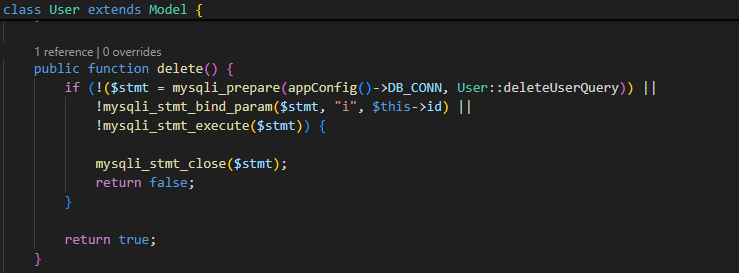 class User extends Model {
1 reference | 0 overrides
public function delete() {
if (!($stmt = mysqli_prepare(appConfig()->DB_CONN, User::deleteUserQuery)) ||
!mysqli_stmt_bind_param($stmt, "i", $this->id) ||
!mysqli_stmt_execute($stmt)) {
mysqli_stmt_close($stmt);
return false;
}
return true;
}